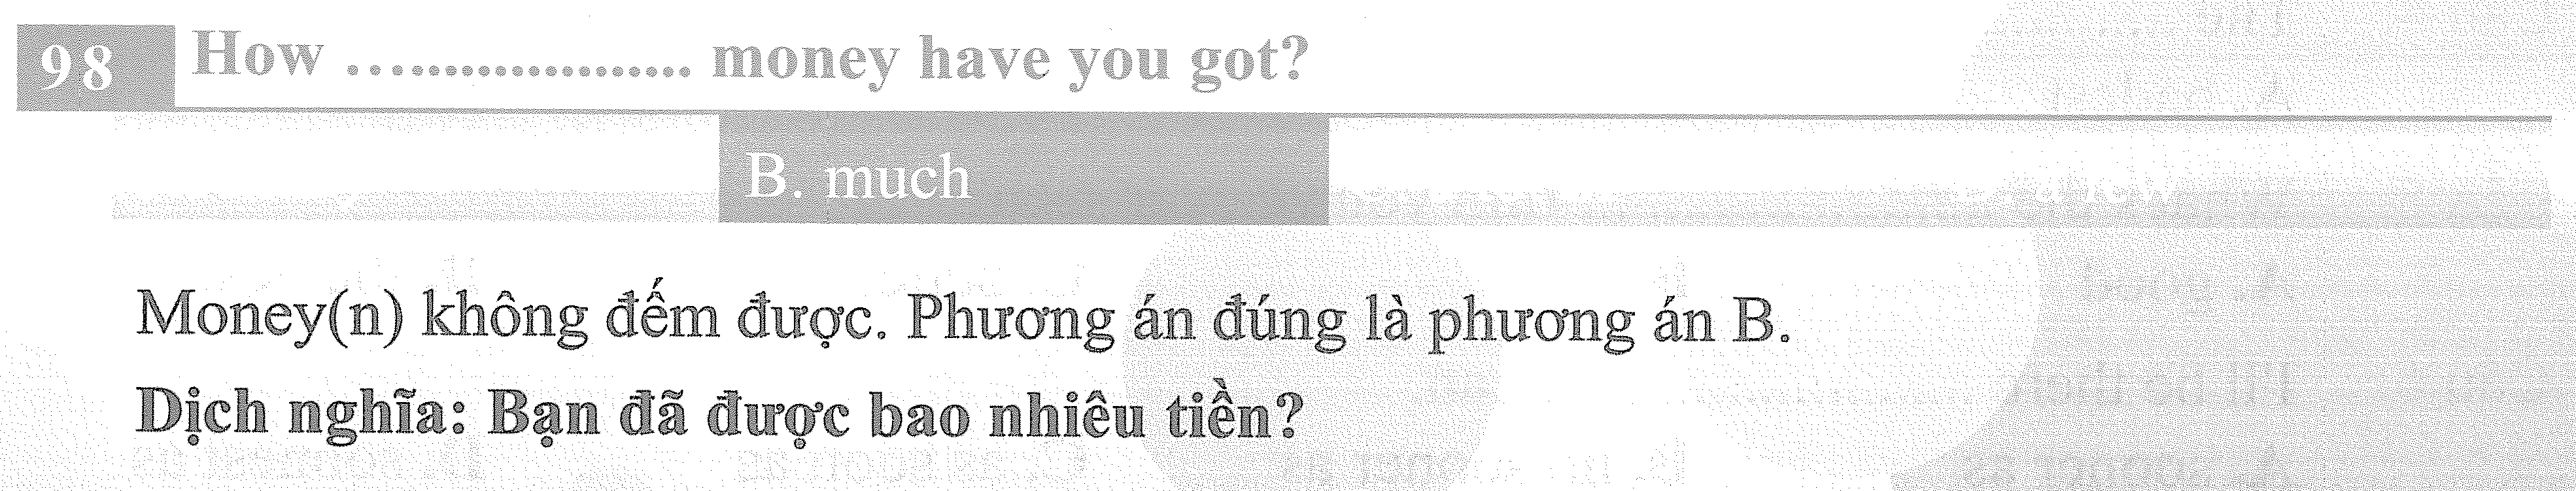 98 How .................... money have you got?
B. much
Money(n) không đếm được. Phương án đúng là phương án B.
Dịch nghĩa: Bạn đã được bao nhiêu tiền?